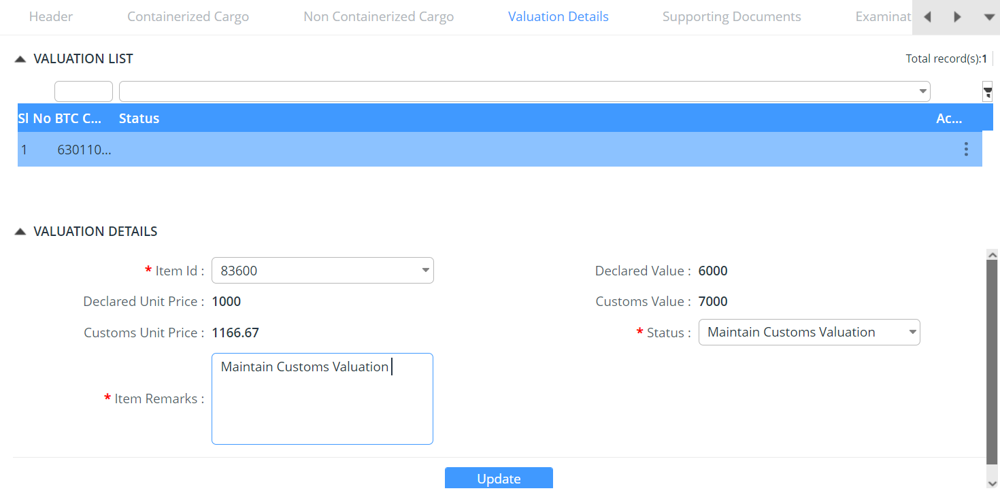 Header Containerized Cargo Non Containerized Cargo Valuation Details Supporting Documents Examinat
VALUATION LIST Total record(s):1
Sl No BTC C... Status Ac...
1 630110...
VALUATION DETAILS
* Item Id : 83600 Declared Value : 6000
Declared Unit Price : 1000 Customs Value : 7000
Customs Unit Price : 1166.67 * Status : Maintain Customs Valuation
Maintain Customs Valuation
* Item Remarks :
Update